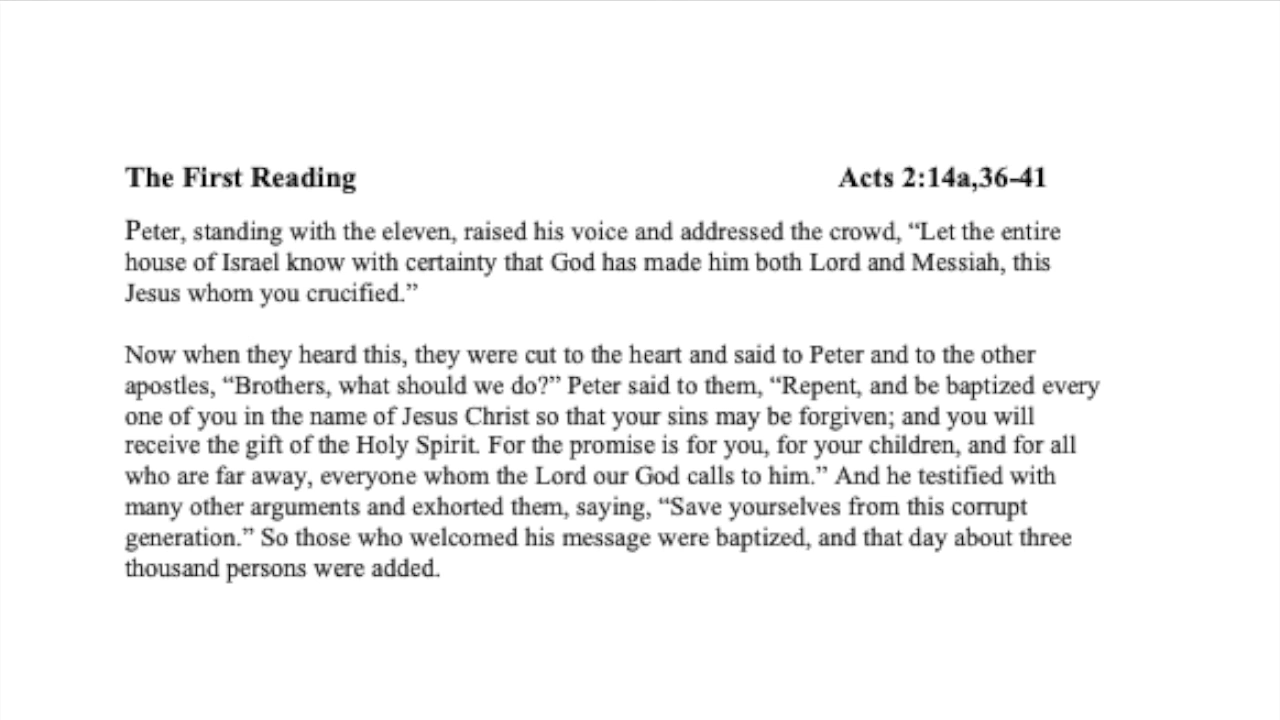 The First Reading Acts 2:14a,36-41
Peter, standing with the eleven, raised his voice and addressed the crowd, “Let the entire
house of Israel know with certainty that God has made him both Lord and Messiah, this
Jesus whom you crucified.”
Now when they heard this, they were cut to the heart and said to Peter and to the other
apostles, “Brothers, what should we do?” Peter said to them, “Repent, and be baptized every
one of you in the name of Jesus Christ so that your sins may be forgiven; and you will
receive the gift of the Holy Spirit. For the promise is for you, for your children, and for all
who are far away, everyone whom the Lord our God calls to him.” And he testified with
many other arguments and exhorted them, saying, “Save yourselves from this corrupt
generation.” So those who welcomed his message were baptized, and that day about three
thousand persons were added.